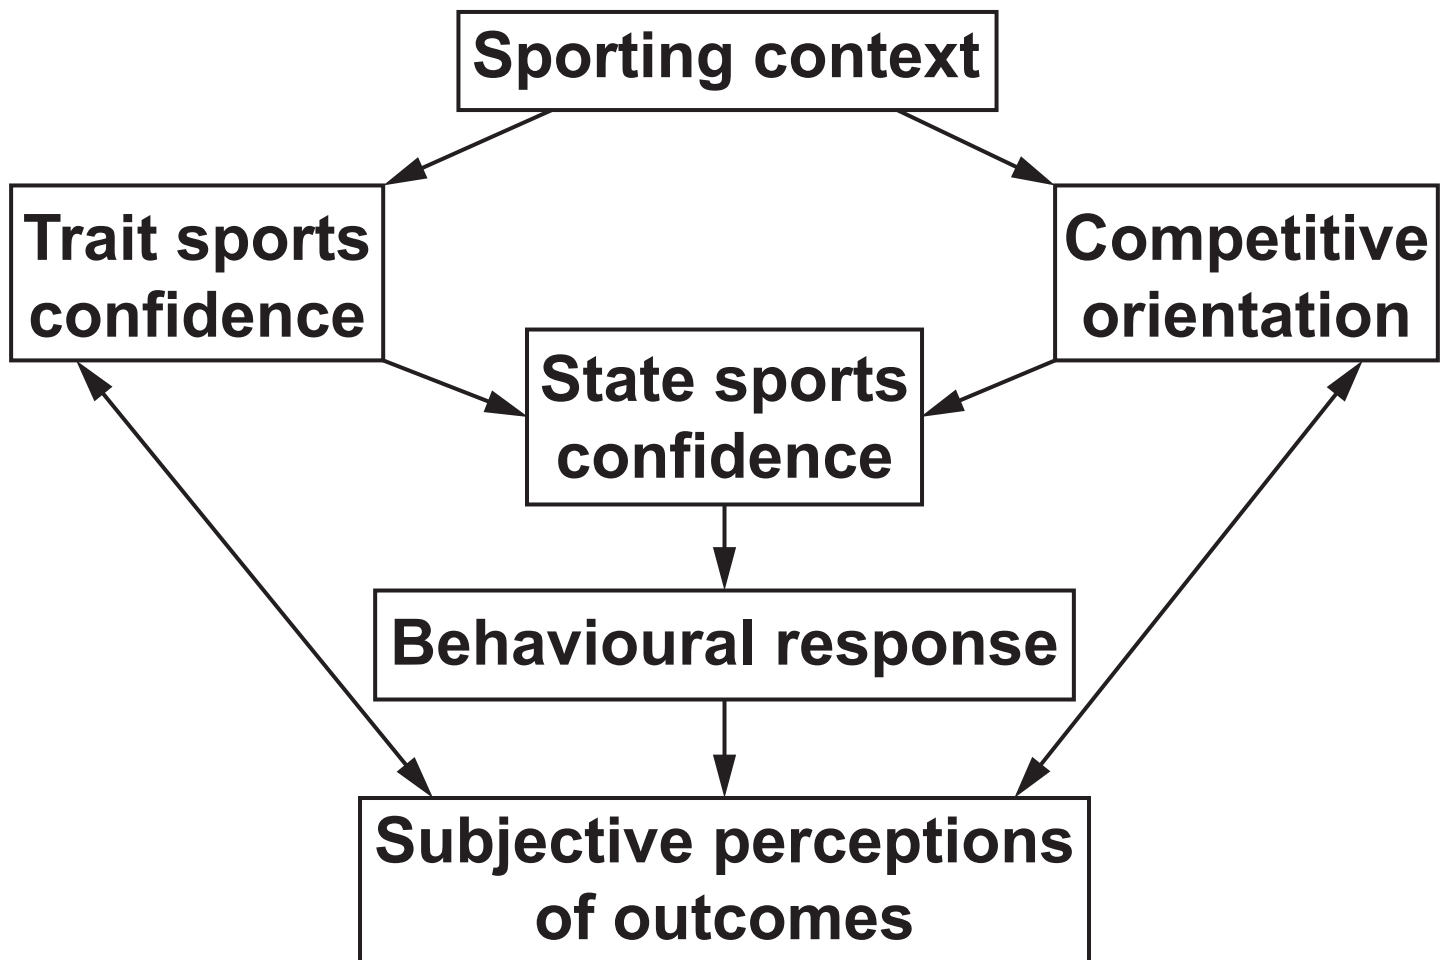 Sporting context
Trait sports
confidence
Competitive
orientation
State sports
confidence
Behavioural response
Subjective perceptions
of outcomes